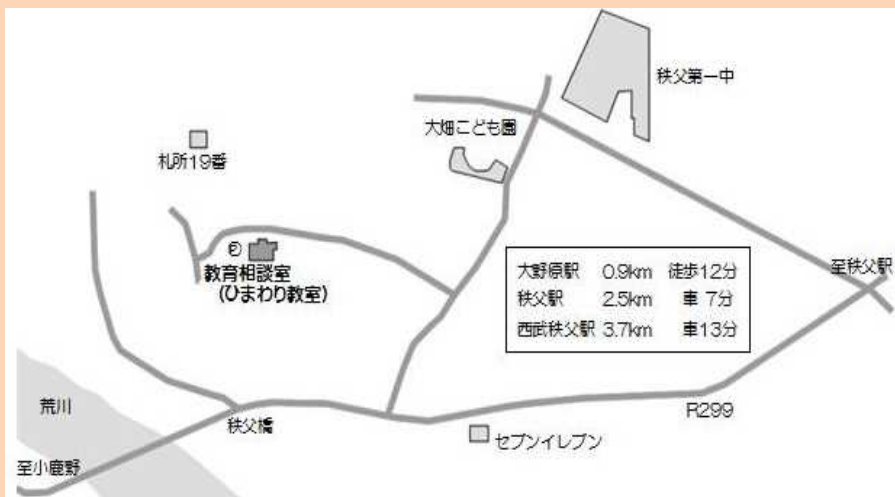 秩父第一中
大畑こども園
札所19番
Ⓟ
教育相談室
(ひまわり教室)
大野原駅 0.9km 徒歩12分
秩父駅 2.5km 車 7分
西武秩父駅 3.7km 車13分
至秩父駅
荒川
秩父橋
R299
セブンイレブン
至小鹿野